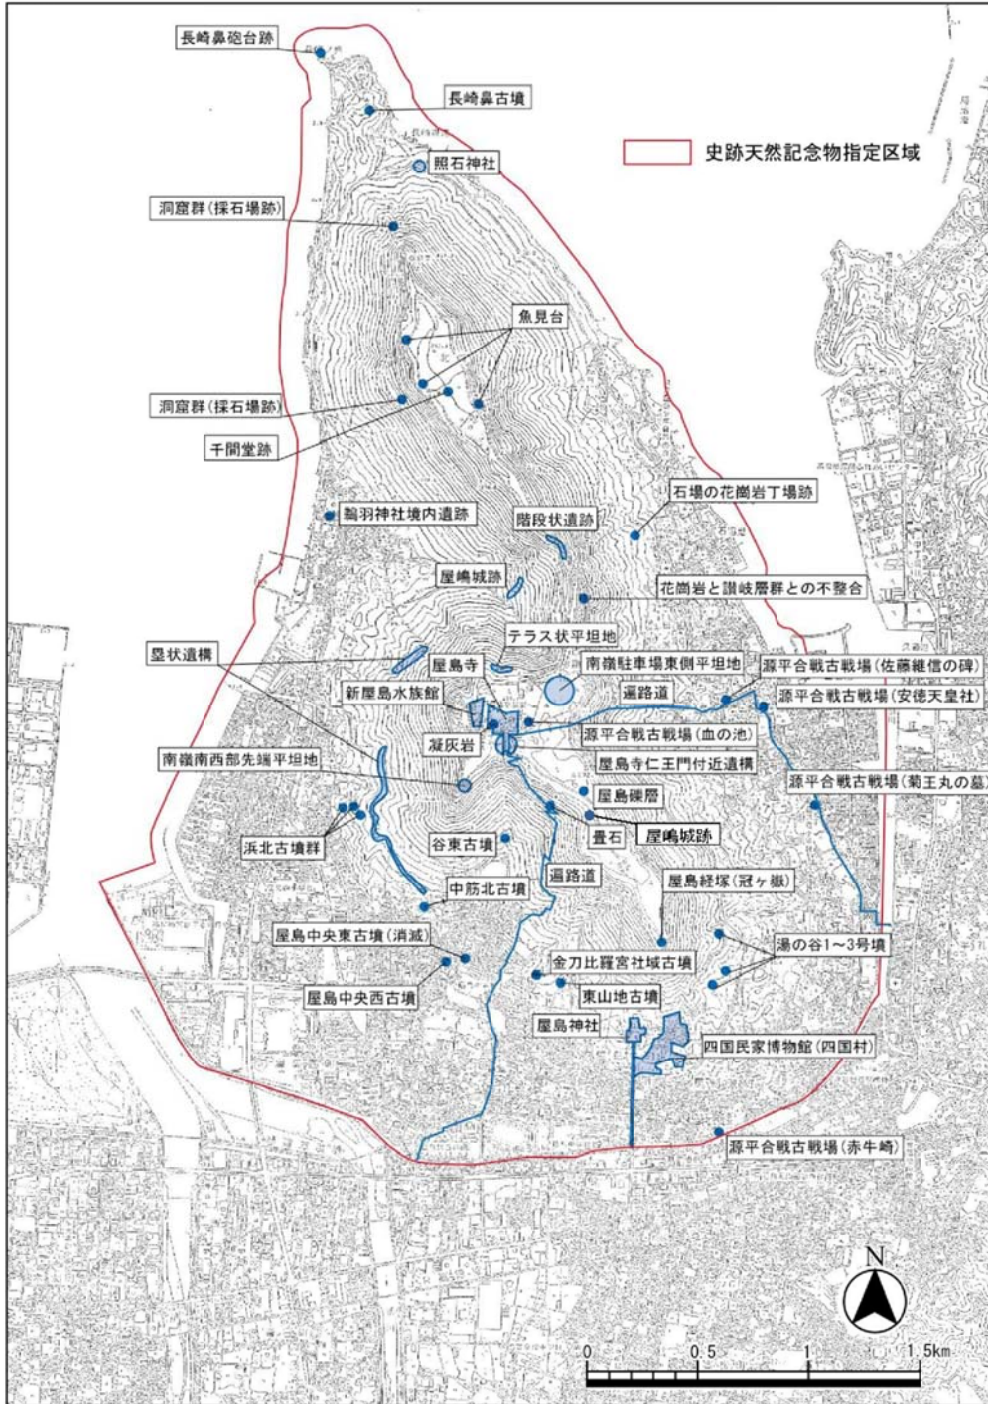 長崎鼻砲台跡
長崎鼻古墳
史跡天然記念物指定区域
照石神社
洞窟群(採石場跡)
魚見台
洞窟群(採石場跡)
千間堂跡
石場の花崗岩丁場跡
鵜羽神社境内遺跡
階段状遺跡
屋嶋城跡
花崗岩と讃岐層群との不整合
テラス状平坦地
塁状遺構
屋島寺
南嶺駐車場東側平坦地
源平合戦古戦場(佐藤継信の碑)
新屋島水族館
遍路道
源平合戦古戦場(安徳天皇社)
凝灰岩
源平合戦古戦場(血の池)
南嶺南西部先端平坦地
屋島寺仁王門付近遺構
源平合戦古戦場(菊王丸の墓)
屋島礫層
浜北古墳群
谷東古墳
畳石
屋嶋城跡
遍路道
屋島経塚(冠ヶ嶽)
中筋北古墳
屋島中央東古墳(消滅)
湯の谷1～3号墳
金刀比羅宮社域古墳
屋島中央西古墳
東山地古墳
屋島神社
四国民家博物館(四国村)
源平合戦古戦場(赤牛崎)
N
0 0.5 1 1.5km